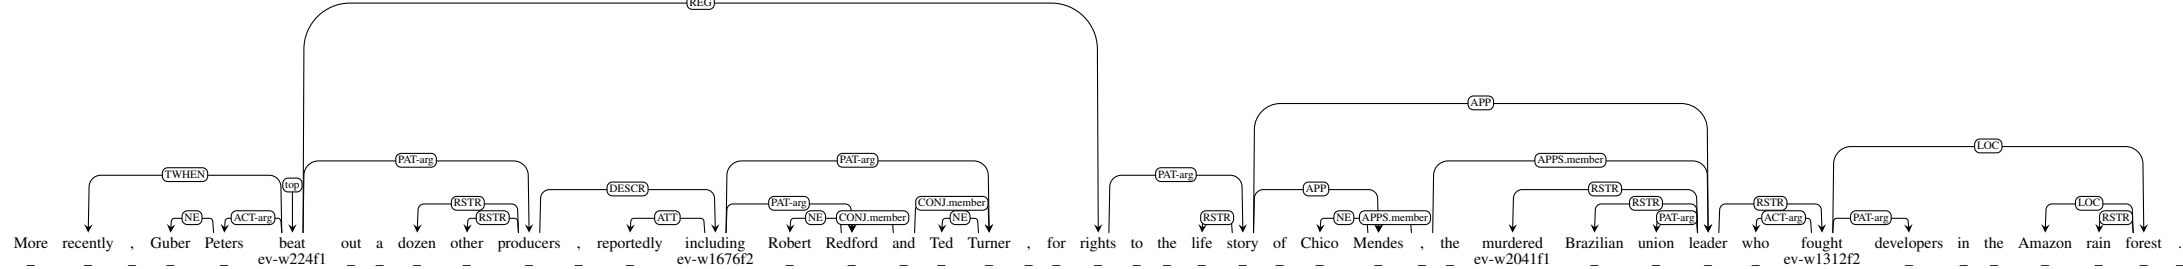 REG
APP
LOC
TWHEN top PAT-arg PAT-arg APPS.member
DESCR PAT-arg RSTR
RSTR PAT-arg CONJ.member RSTR RSTR LOC
NE ACT-arg RSTR ATT NE CONJ.member NE RSTR APP NE APPS.member PAT-arg ACT-arg PAT-arg RSTR
More recently , Guber Peters beat out a dozen other producers , reportedly including Robert Redford and Ted Turner , for rights to the life story of Chico Mendes , the murdered Brazilian union leader who fought developers in the Amazon rain forest .
_ _ _ _ _ ev-w224f1 _ _ _ _ _ _ _ ev-w1676f2 _ _ _ _ _ _ _ _ _ _ _ _ _ _ _ _ _ ev-w2041f1 _ _ _ _ ev-w1312f2 _ _ _ _ _ _ _